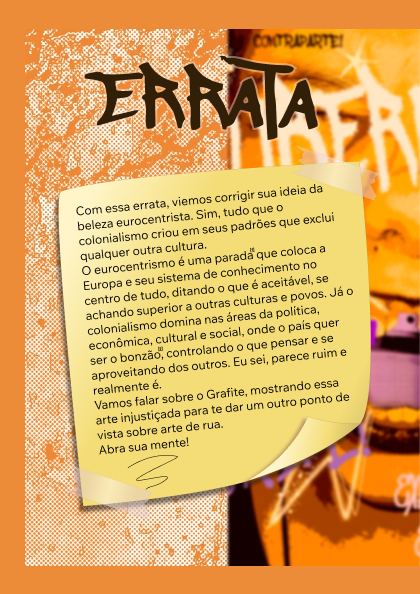 CONTRAPARTE!
ERRATA
Com essa errata, viemos corrigir sua ideia da
beleza eurocentrista. Sim, tudo que o
colonialismo criou em seus padrões que exclui
qualquer outra cultura.
O eurocentrismo é uma parada que coloca a
Europa e seu sistema de conhecimento no
centro de tudo, ditando o que é aceitável, se
achando superior a outras culturas e povos. Já o
colonialismo domina nas áreas da política,
econômica, cultural e social, onde o país quer
ser o bonzão, controlando o que pensar e se
aproveitando dos outros. Eu sei, parece ruim e
realmente é.
Vamos falar sobre o Grafite, mostrando essa
arte injustiçada para te dar um outro ponto de
vista sobre arte de rua.
Abra sua mente!